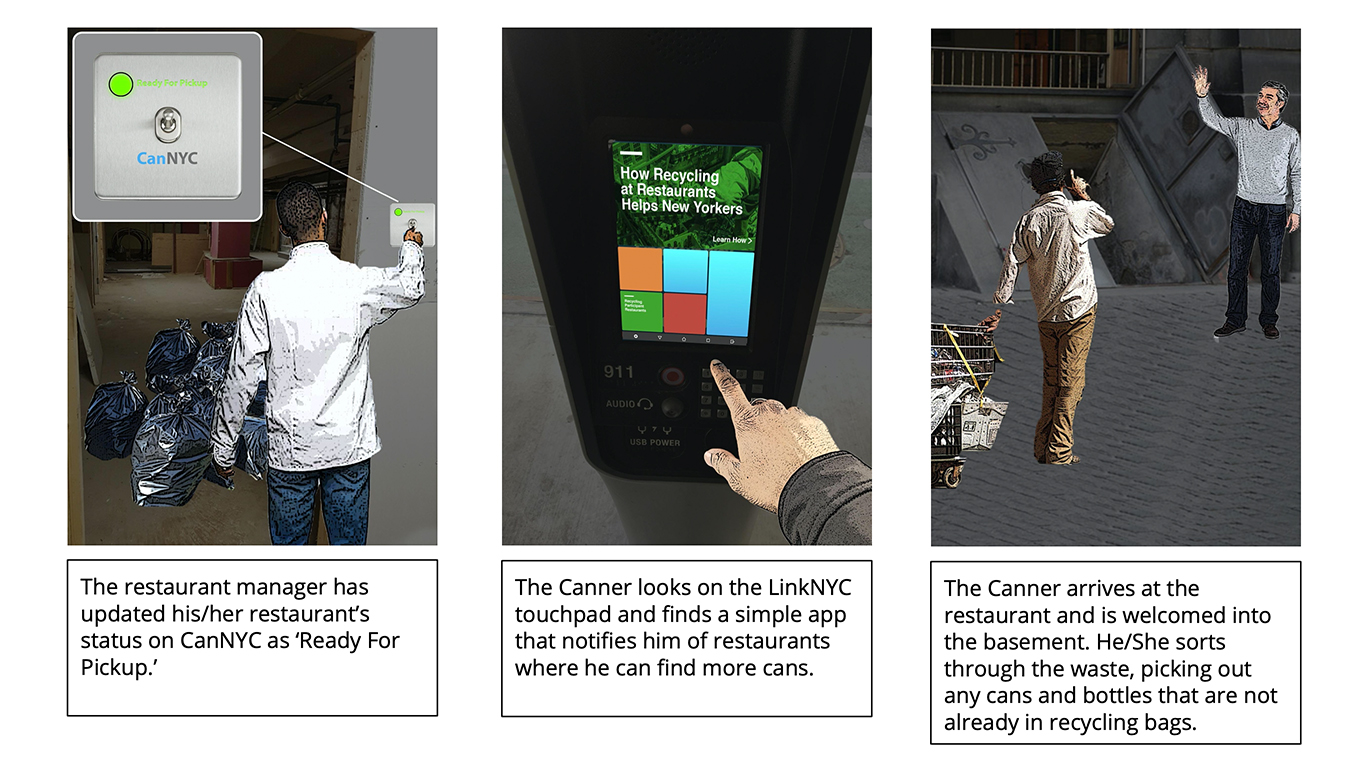 Ready For Pickup
CanNYC
The restaurant manager has
updated his/her restaurant's
status on CanNYC as 'Ready For
Pickup.'
How Recycling
at Restaurants
Helps New Yorkers
Learn How >
Recycling
Participant
Restaurants
911
AUDIO
USB POWER
The Canner looks on the LinkNYC
touchpad and finds a simple app
that notifies him of restaurants
where he can find more cans.
The Canner arrives at the
restaurant and is welcomed into
the basement. He/She sorts
through the waste, picking out
any cans and bottles that are not
already in recycling bags.